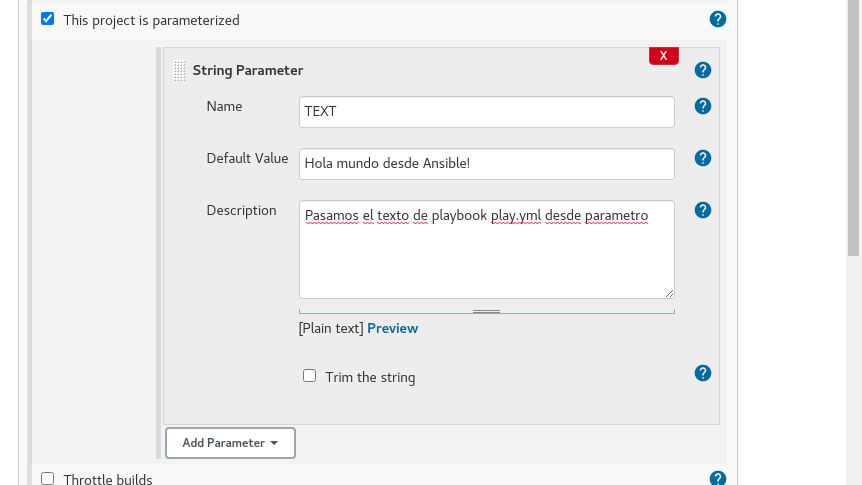 This project is parameterized
?
X
String Parameter
?
Name
TEXT
?
Default Value
Hola mundo desde Ansible!
?
Description
Pasamos el texto de playbook play.yml desde parametro
?
[Plain text] Preview
Trim the string
?
Add Parameter
Throttle builds
?